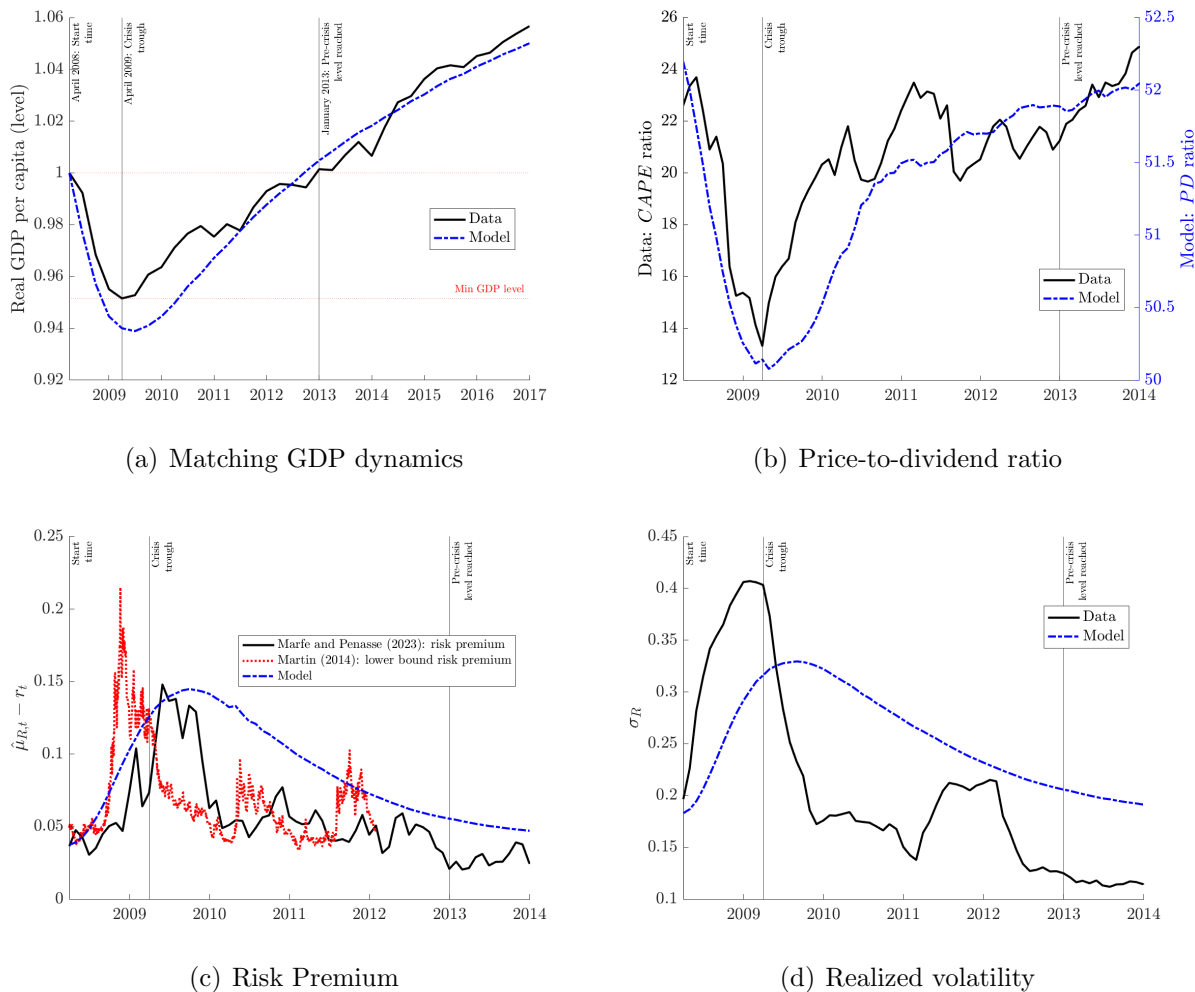 1.06
1.04
1.02
1
0.98
0.96
0.94
0.92
Real GDP per capita (level)
April 2008: Start
time
April 2009: Crisis
trough
January 2013: Pre-crisis
level reached
Data
Model
Min GDP level
2009
2010
2011
2012
2013
2014
2015
2016
2017
(a) Matching GDP dynamics
26
24
22
20
18
16
14
12
Data: CAPE ratio
Start
time
Crisis
trough
Pre-crisis
level reached
Data
Model
52.5
52
51.5
51
50.5
50
Model: PD ratio
2009
2010
2011
2012
2013
2014
(b) Price-to-dividend ratio
0.25
0.2
0.15
0.1
0.05
0
μ̂R,t − rt
Start
time
Crisis
trough
Pre-crisis
level reached
Marfe and Penasse (2023): risk premium
Martin (2014): lower bound risk premium
Model
2009
2010
2011
2012
2013
2014
(c) Risk Premium
0.45
0.4
0.35
0.3
0.25
0.2
0.15
0.1
σR
Start
time
Crisis
trough
Pre-crisis
level reached
Data
Model
2009
2010
2011
2012
2013
2014
(d) Realized volatility